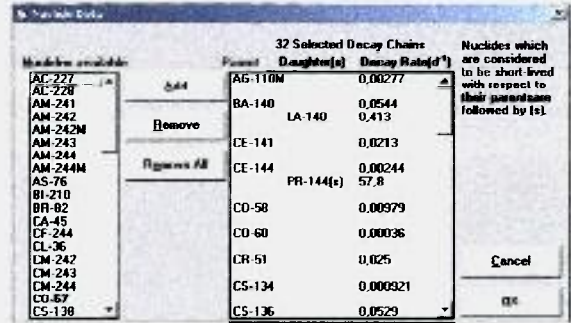 Nuclide Data
32 Selected Decay Chains
Nuclides available
Parent Daughter(s) Decay Rate(d⁻¹)
AC-227
AC-228
AM-241
AM-242
AM-242M
AM-243
AM-244
AM-244M
AS-76
BI-210
BR-82
CA-45
CF-244
CL-36
CM-242
CM-243
CM-244
CO-57
CS-138
Add
Remove
Remove All
AG-110M 0,00277
BA-140 0,0544
LA-140 0,413
CE-141 0,0213
CE-144 0,00244
PR-144(s) 57,8
CO-58 0,00979
CO-60 0,00036
CR-51 0,025
CS-134 0,000921
CS-136 0,0529
Nuclides which
are considered
to be short-lived
with respect to
their parents are
followed by (s).
Cancel
OK